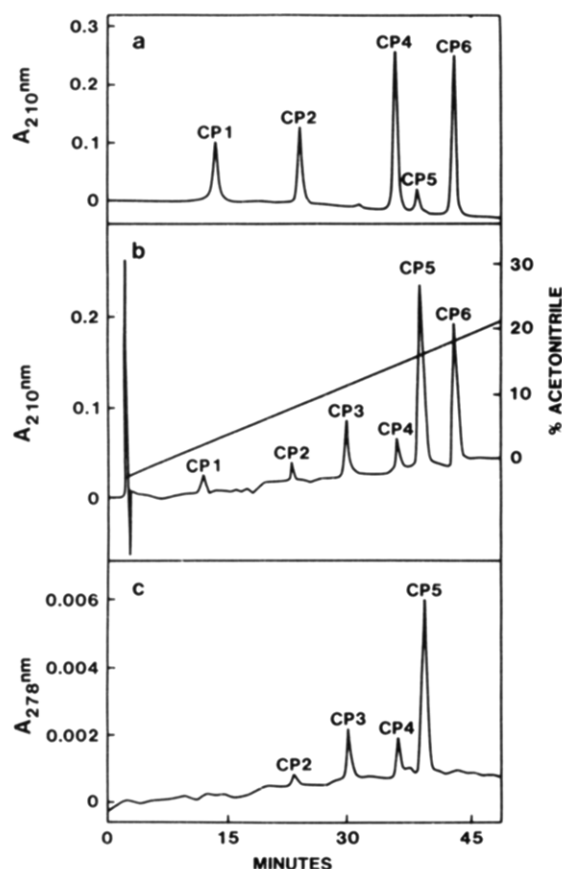 a
0.3
0.2
0.1
0
A210nm
CP1
CP2
CP4
CP5
CP6
b
0.2
0.1
0
A210nm
CP1
CP2
CP3
CP4
CP5
CP6
30
20
10
0
% ACETONITRILE
c
0.006
0.004
0.002
0
A278nm
CP2
CP3
CP4
CP5
0
15
30
45
MINUTES